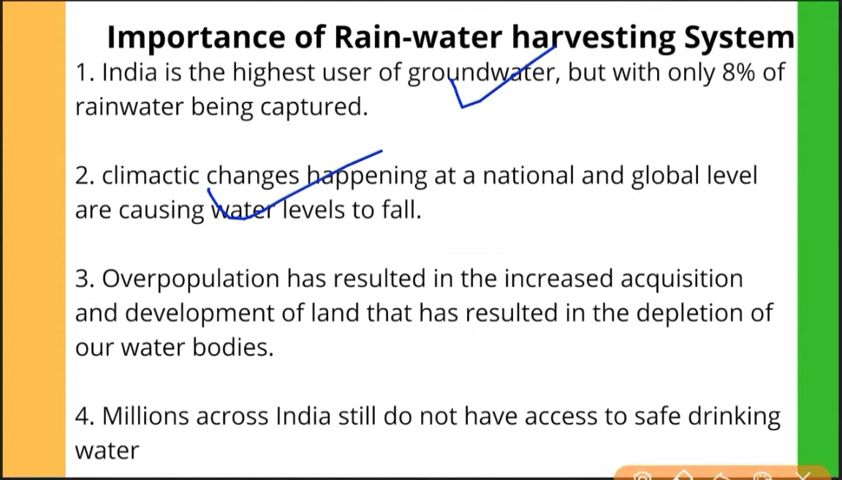 Importance of Rain-water harvesting System
1. India is the highest user of groundwater, but with only 8% of
rainwater being captured.
2. climactic changes happening at a national and global level
are causing water levels to fall.
3. Overpopulation has resulted in the increased acquisition
and development of land that has resulted in the depletion of
our water bodies.
4. Millions across India still do not have access to safe drinking
water